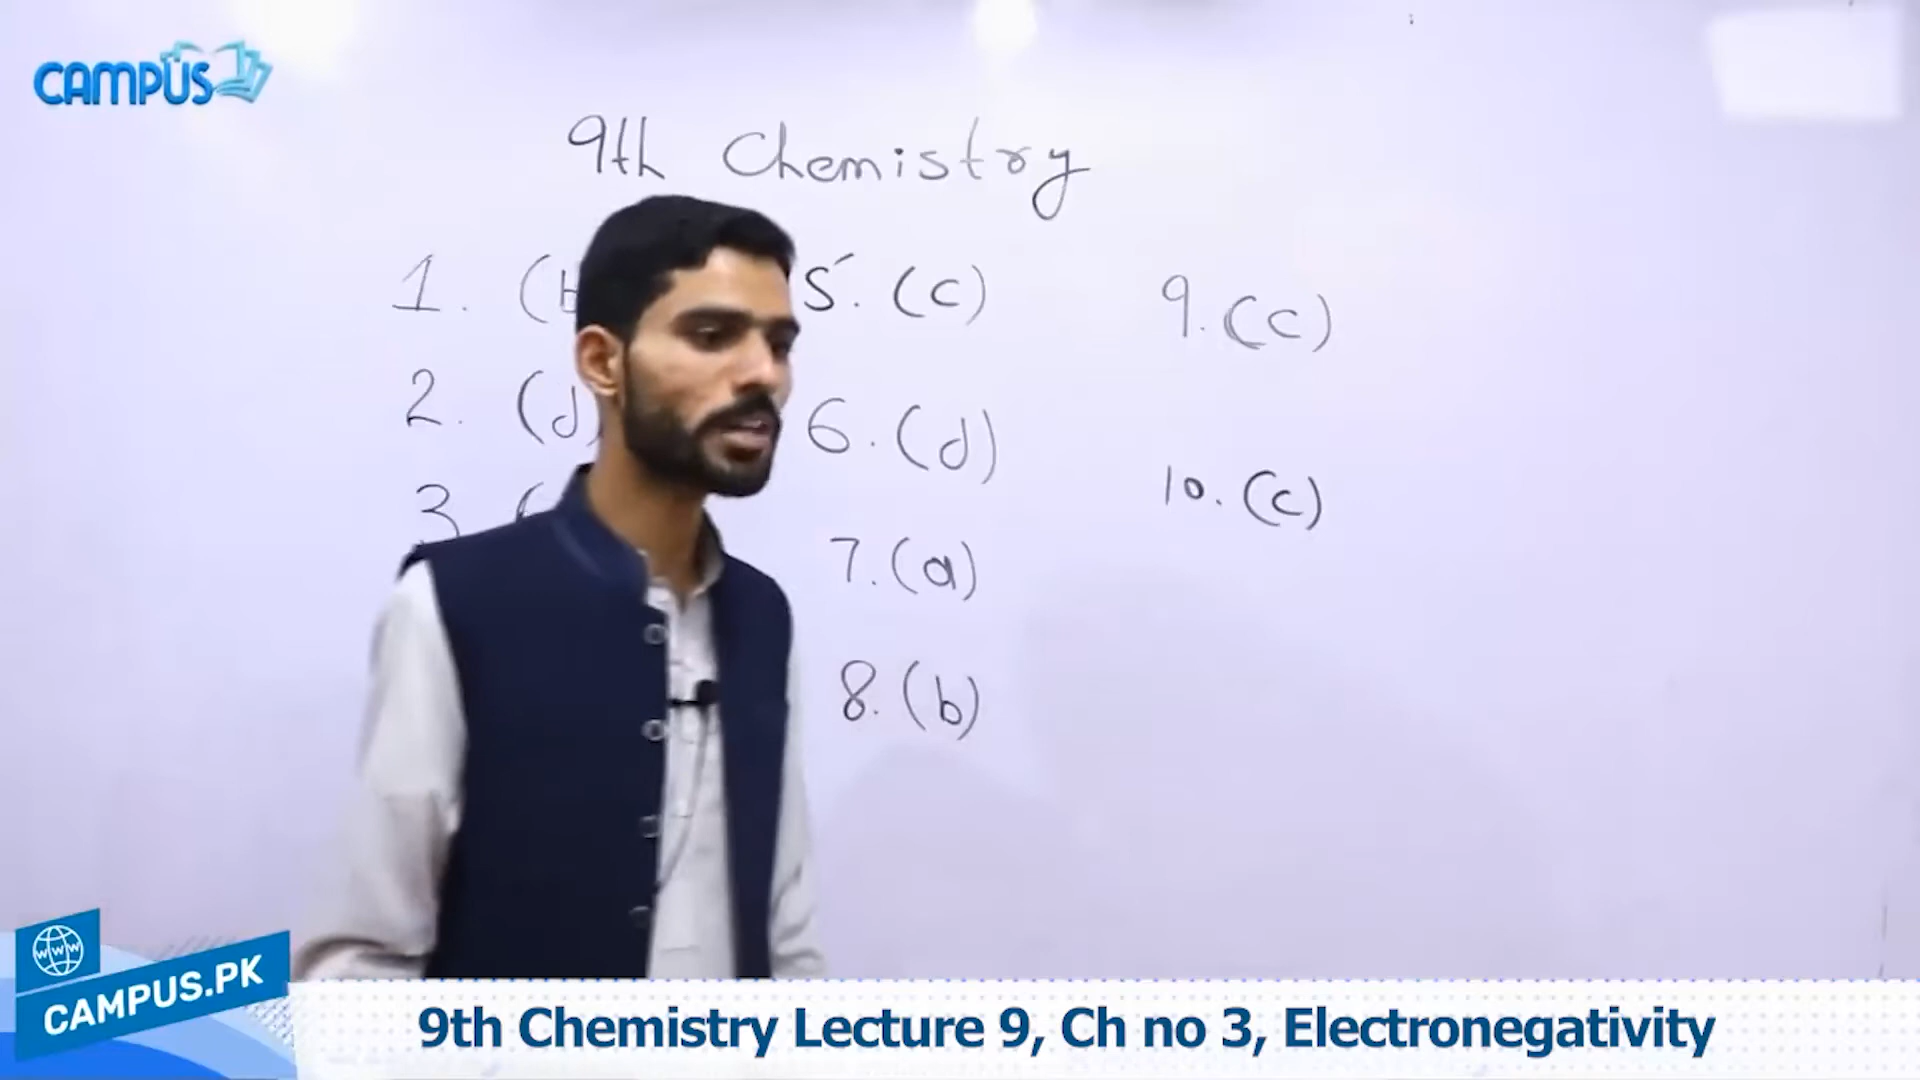 CAMPUS
9th Chemistry
1.
2. (d)
3.
5. (c)
6. (d)
7. (a)
8. (b)
9. (c)
10. (c)
www
CAMPUS.PK
9th Chemistry Lecture 9, Ch no 3, Electronegativity